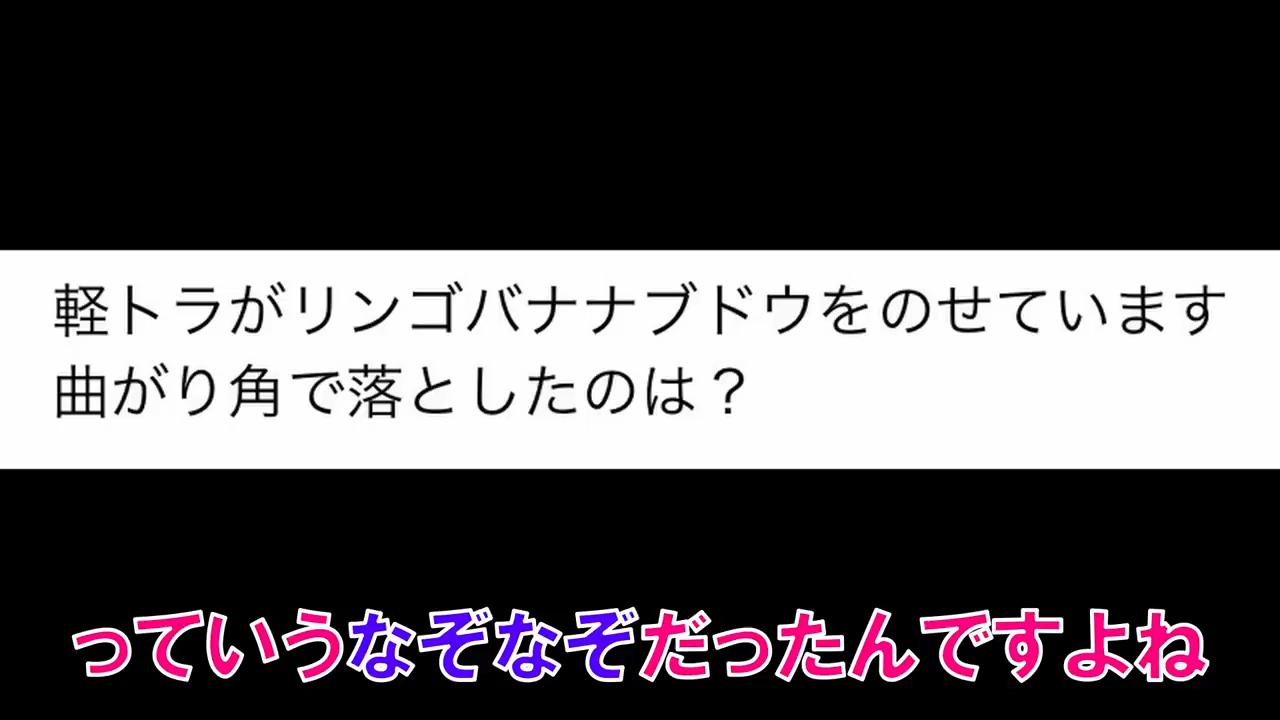 軽トラがリンゴバナナブドウをのせています
曲がり角で落としたのは？
っていうなぞなぞだったんですよね